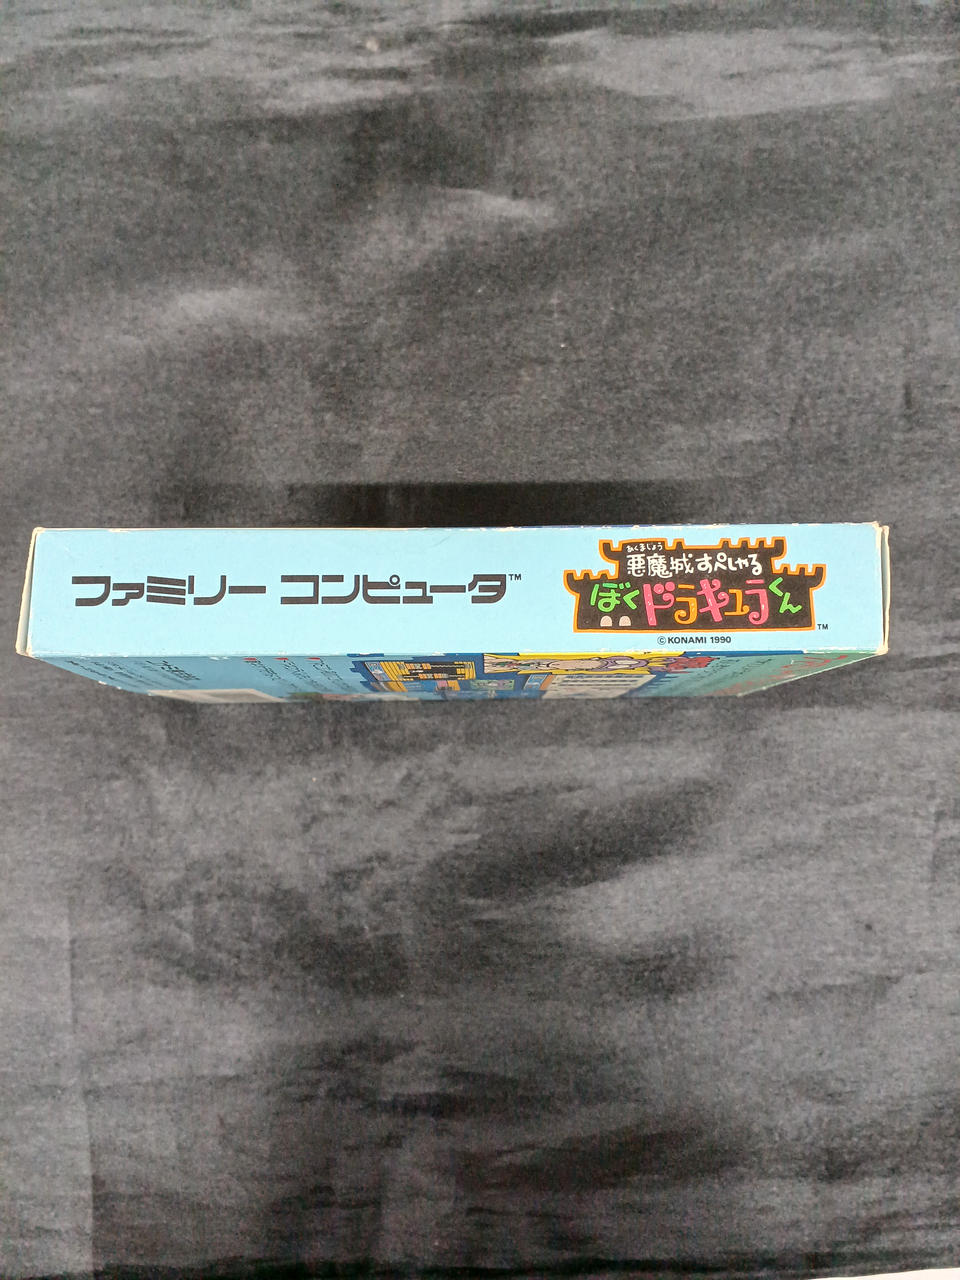 ファミリー コンピュータ™
あくまじょう
悪魔城すぺしゃる
ぼくドラキュラくん
™
©KONAMI 1990